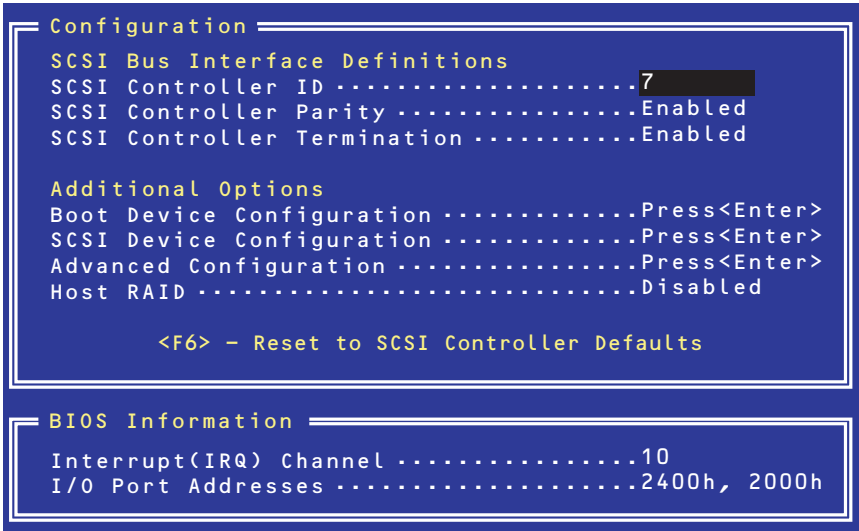 Configuration
SCSI Bus Interface Definitions
SCSI Controller ID ····················7
SCSI Controller Parity ················Enabled
SCSI Controller Termination ···········Enabled
Additional Options
Boot Device Configuration ·············Press<Enter>
SCSI Device Configuration ·············Press<Enter>
Advanced Configuration ················Press<Enter>
Host RAID ·····························Disabled
<F6> – Reset to SCSI Controller Defaults
BIOS Information
Interrupt(IRQ) Channel ················10
I/O Port Addresses ····················2400h, 2000h